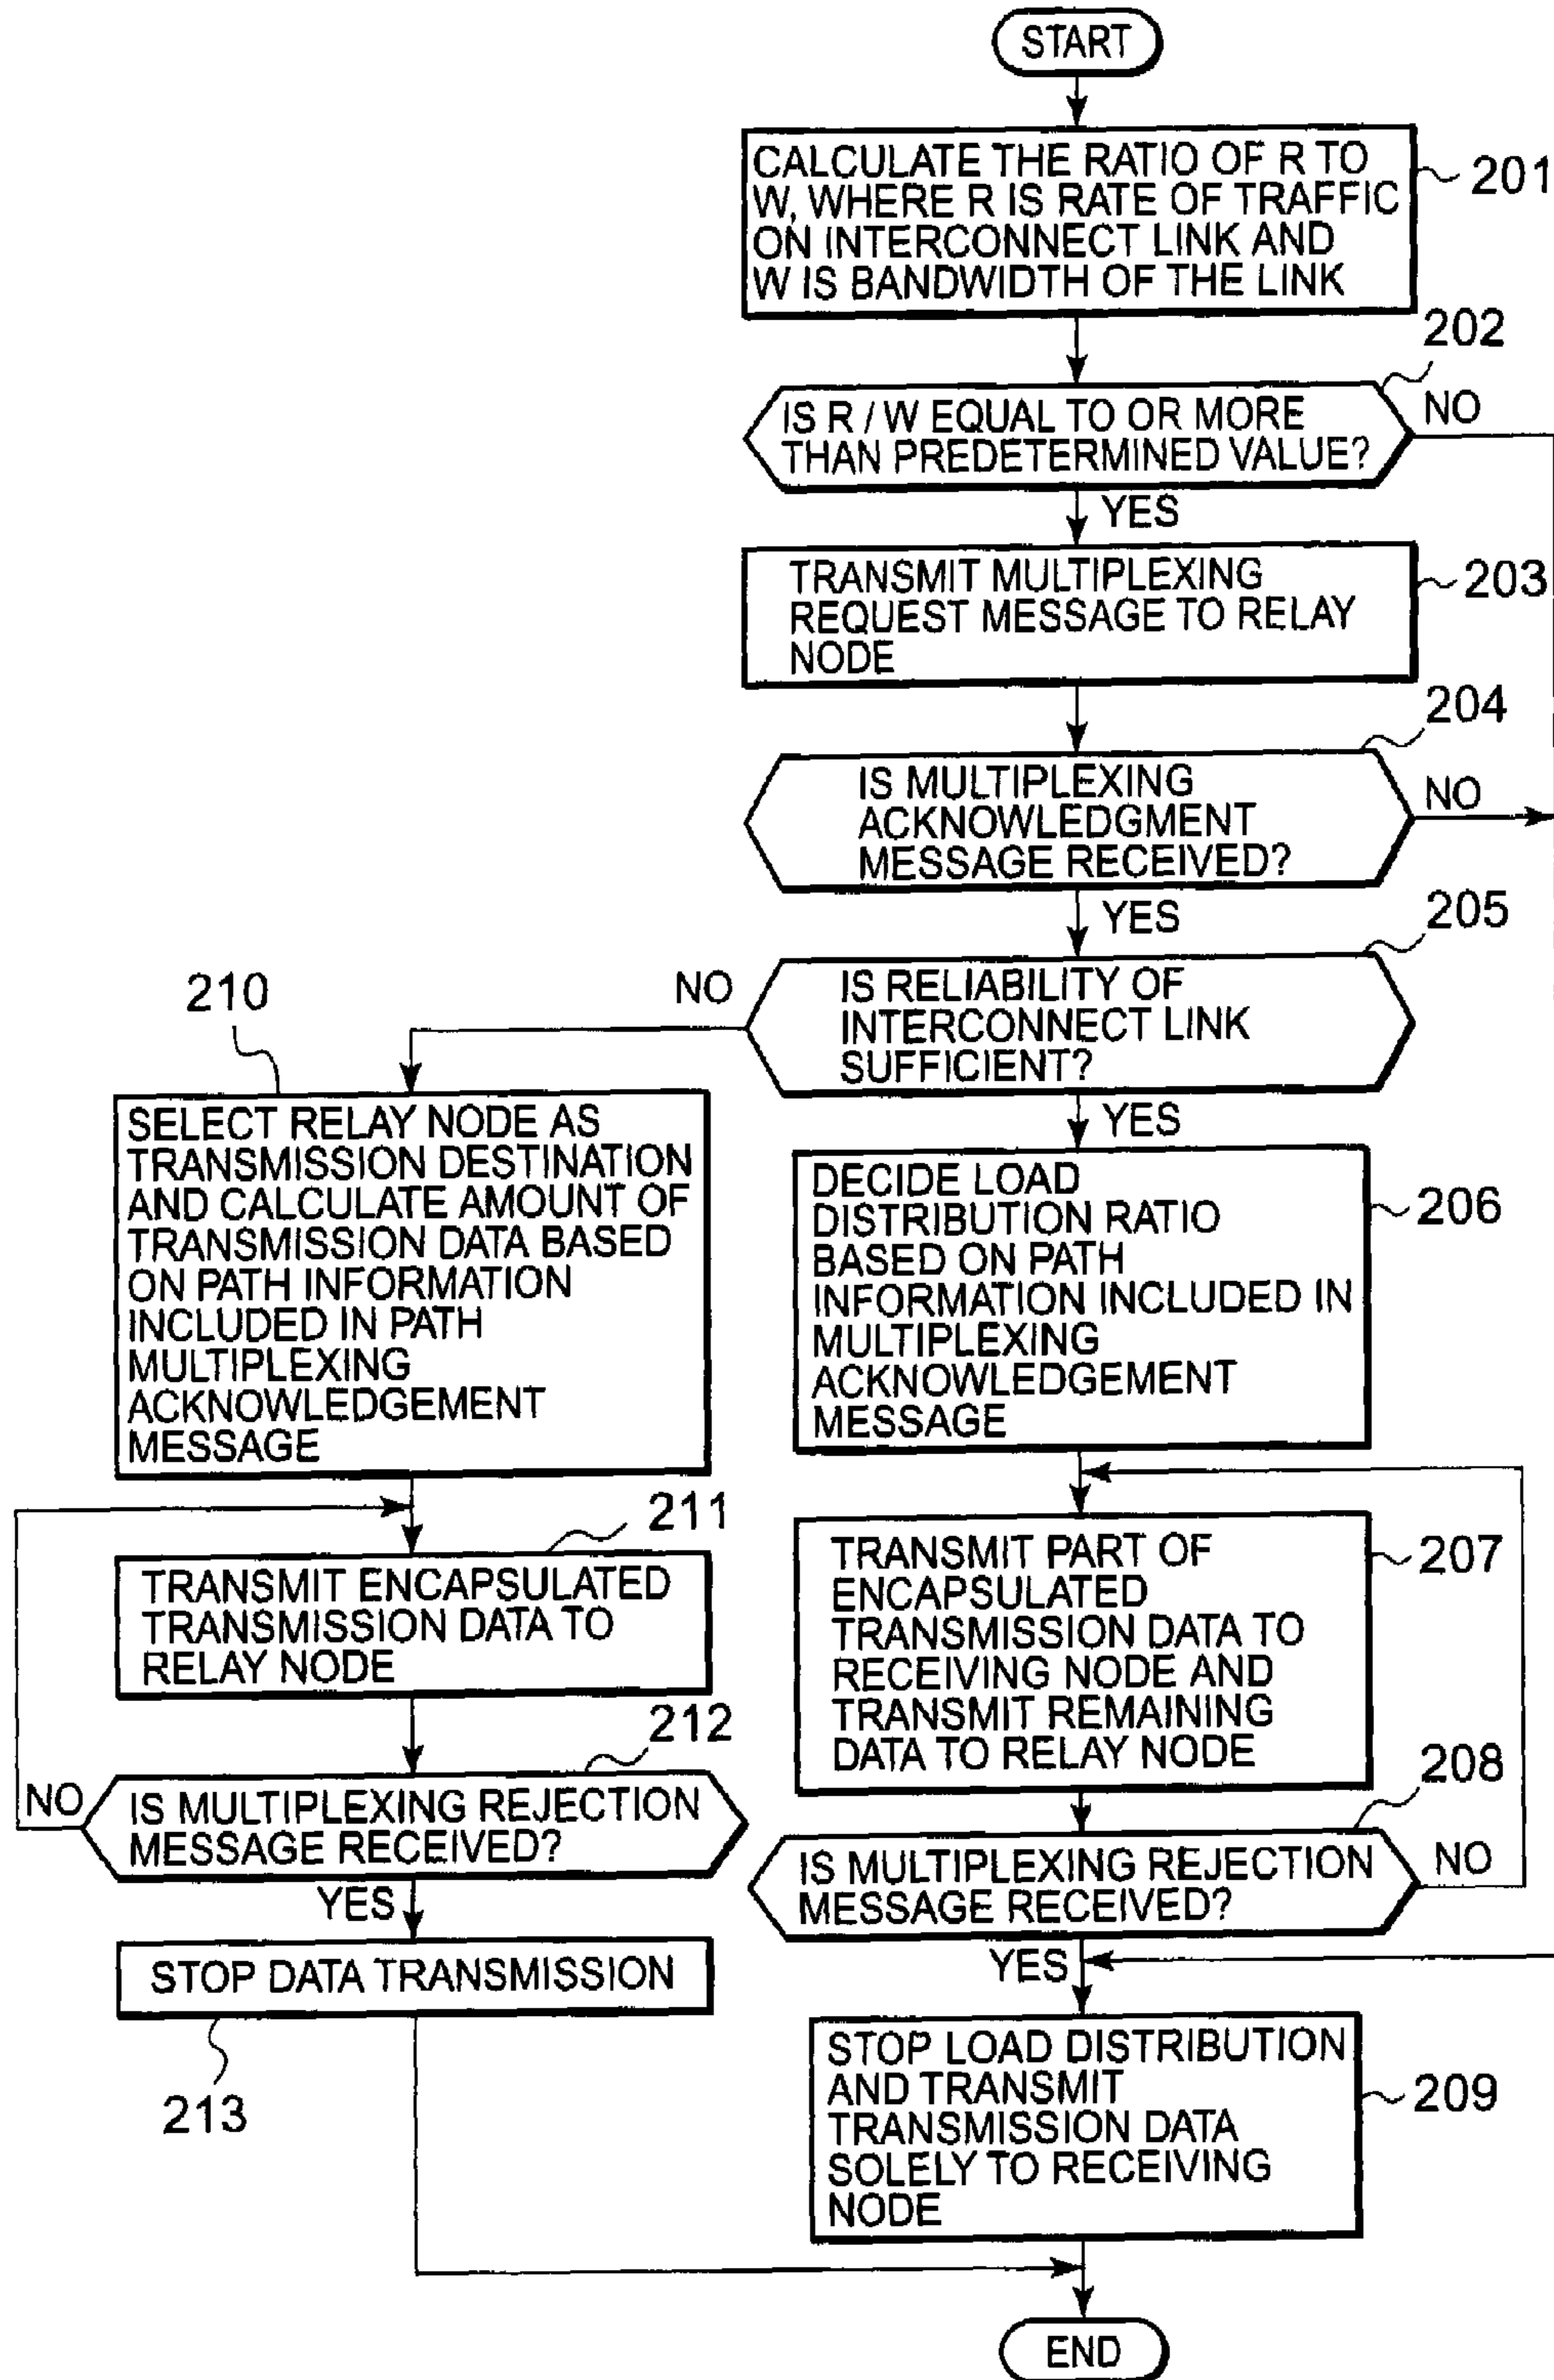 START
CALCULATE THE RATIO OF R TO
W, WHERE R IS RATE OF TRAFFIC
ON INTERCONNECT LINK AND
W IS BANDWIDTH OF THE LINK
201
202
IS R / W EQUAL TO OR MORE
THAN PREDETERMINED VALUE?
NO
YES
TRANSMIT MULTIPLEXING
REQUEST MESSAGE TO RELAY
NODE
203
204
IS MULTIPLEXING
ACKNOWLEDGMENT
MESSAGE RECEIVED?
NO
YES
205
IS RELIABILITY OF
INTERCONNECT LINK
SUFFICIENT?
NO
YES
210
SELECT RELAY NODE AS
TRANSMISSION DESTINATION
AND CALCULATE AMOUNT OF
TRANSMISSION DATA BASED
ON PATH INFORMATION
INCLUDED IN PATH
MULTIPLEXING
ACKNOWLEDGEMENT
MESSAGE
DECIDE LOAD
DISTRIBUTION RATIO
BASED ON PATH
INFORMATION INCLUDED IN
MULTIPLEXING
ACKNOWLEDGEMENT
MESSAGE
206
211
TRANSMIT ENCAPSULATED
TRANSMISSION DATA TO
RELAY NODE
TRANSMIT PART OF
ENCAPSULATED
TRANSMISSION DATA TO
RECEIVING NODE AND
TRANSMIT REMAINING
DATA TO RELAY NODE
207
212
NO
IS MULTIPLEXING REJECTION
MESSAGE RECEIVED?
YES
208
IS MULTIPLEXING REJECTION
MESSAGE RECEIVED?
NO
YES
STOP DATA TRANSMISSION
213
STOP LOAD DISTRIBUTION
AND TRANSMIT
TRANSMISSION DATA
SOLELY TO RECEIVING
NODE
209
END